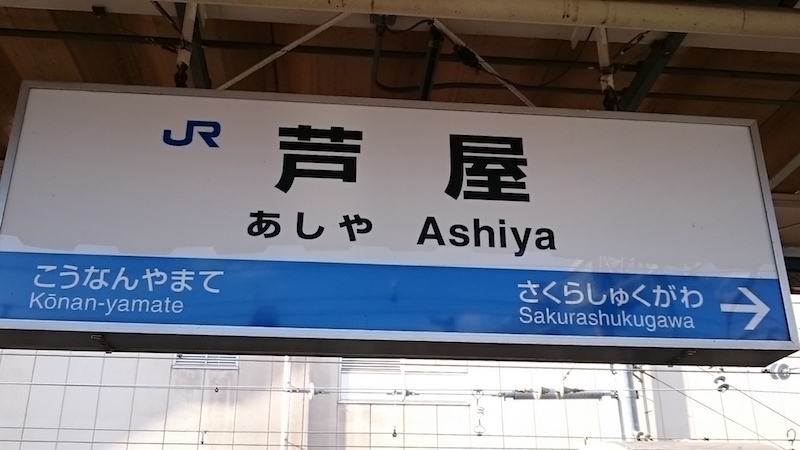 JR 芦屋
あしや Ashiya
こうなんやまて さくらしゅくがわ →
Kōnan-yamate Sakurashukugawa